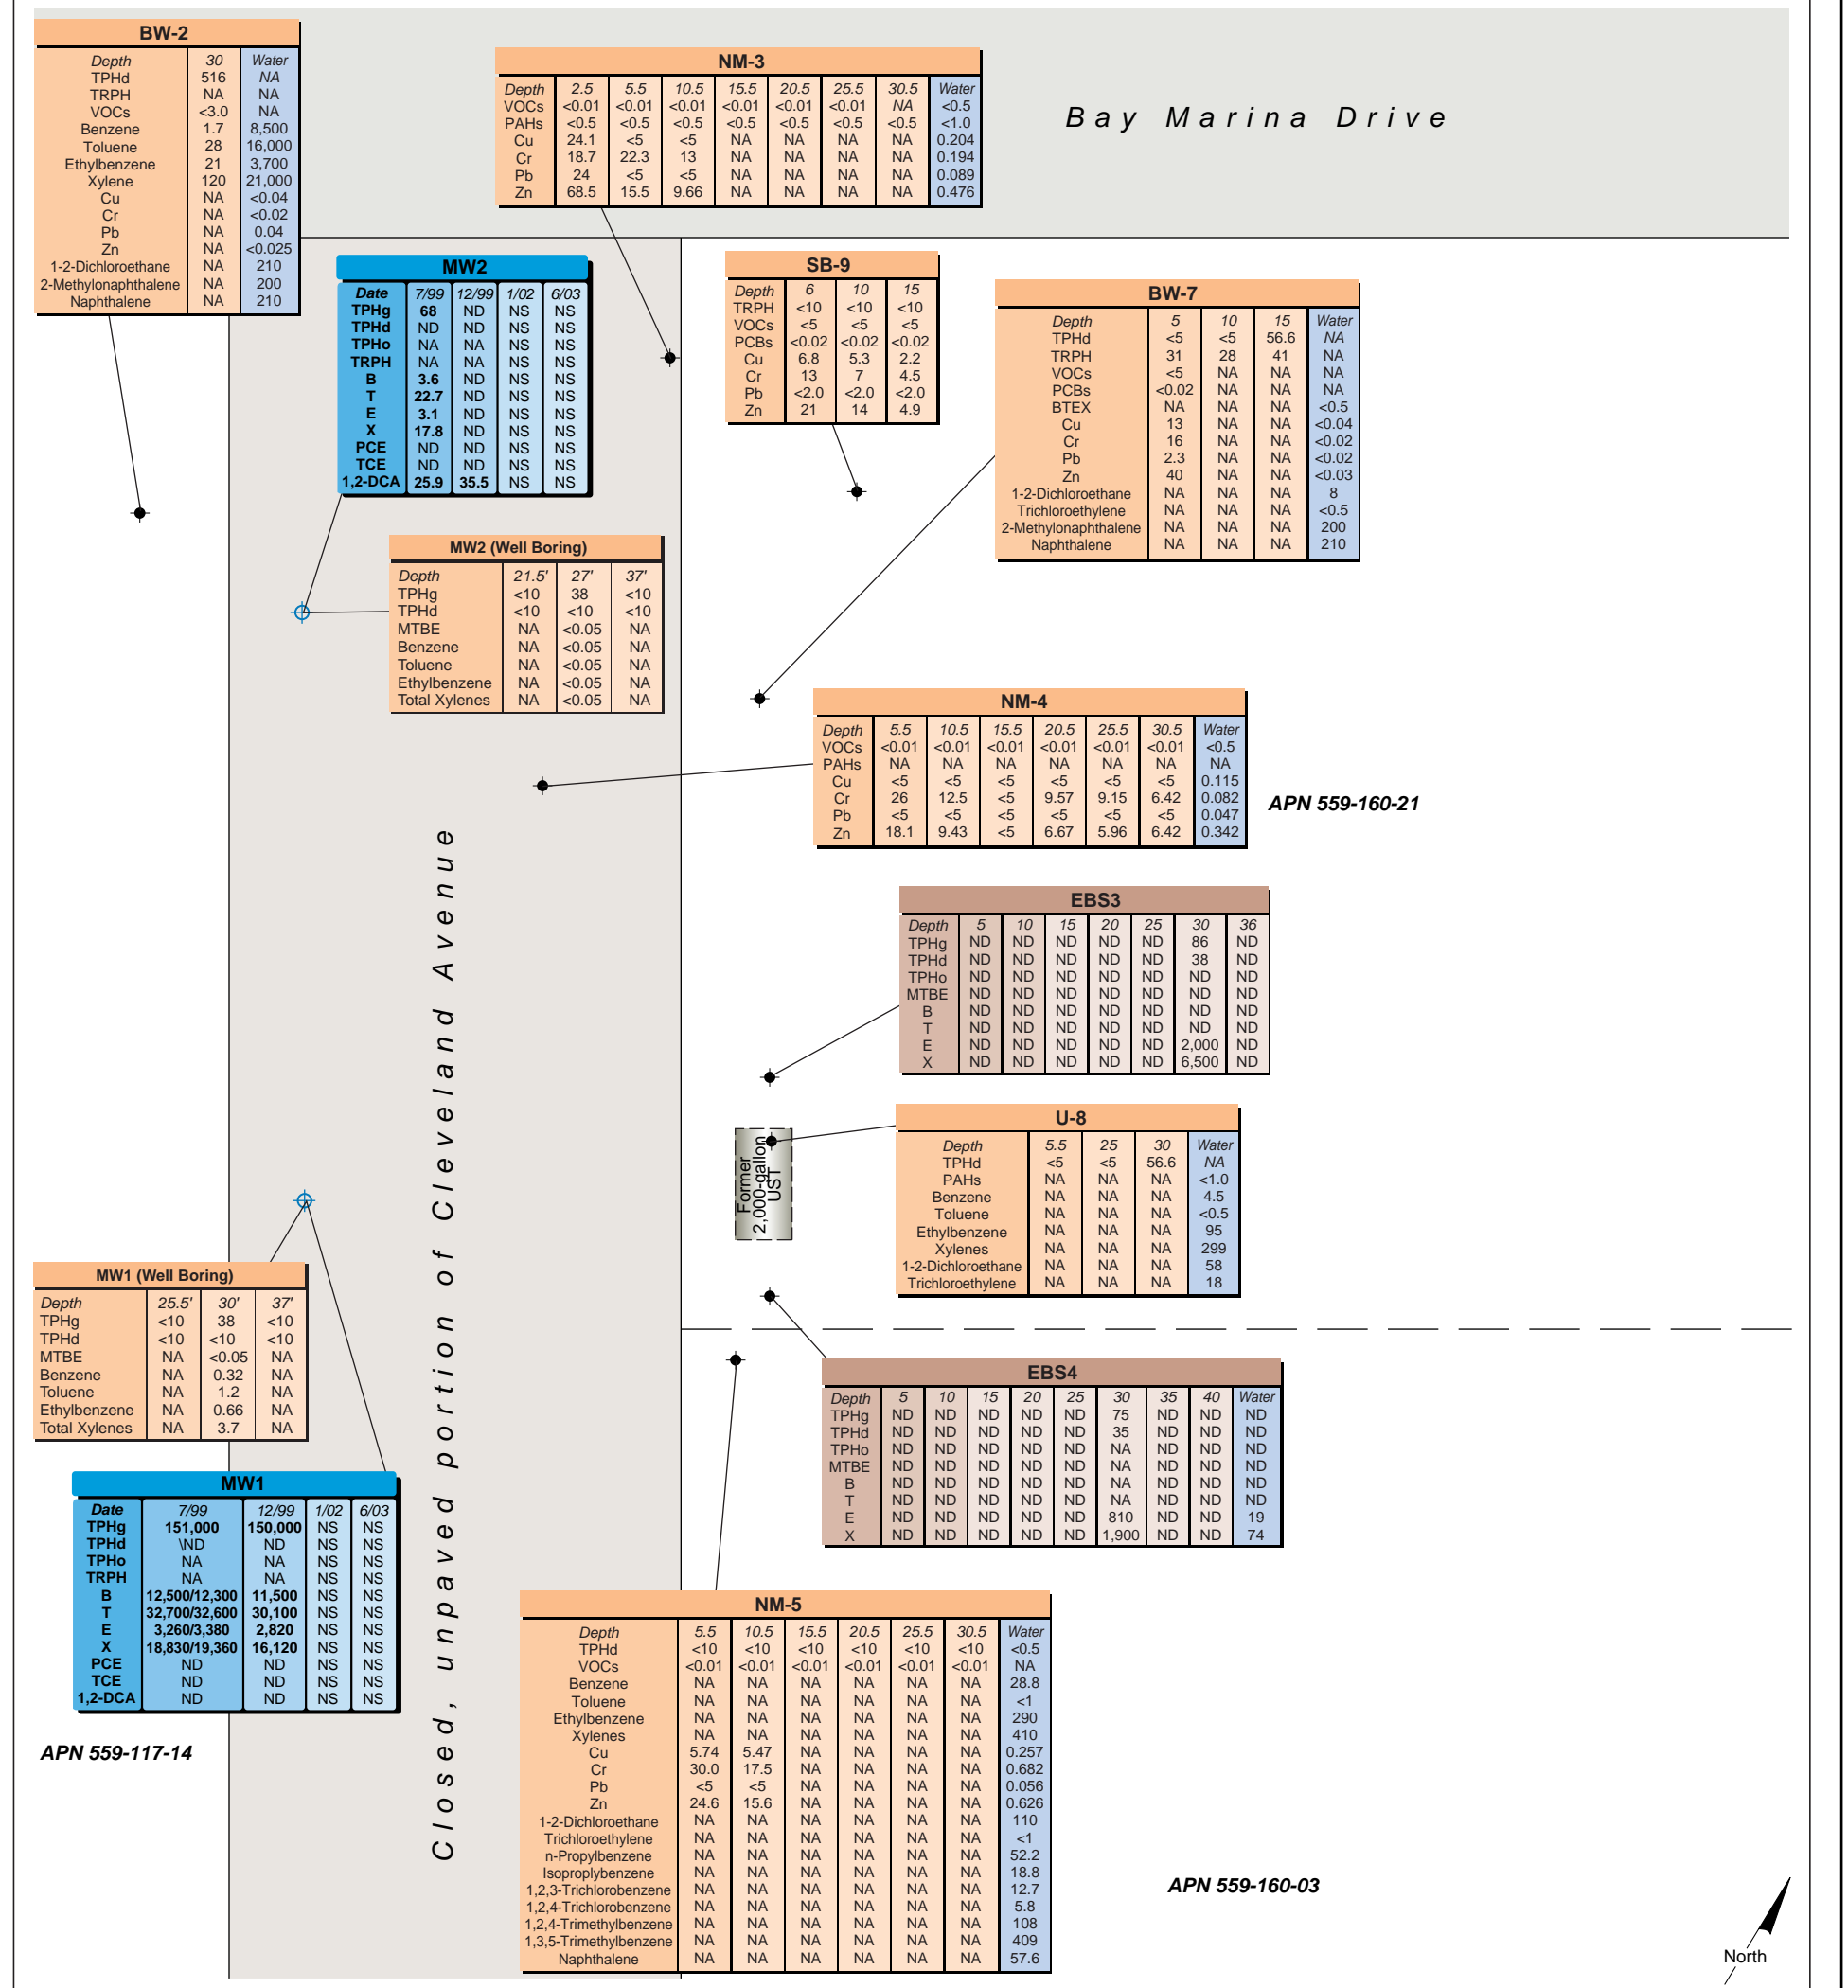 BW-2
Depth 30 Water
TPHd 516 NA
TRPH NA NA
VOCs <3.0 NA
Benzene 1.7 8,500
Toluene 28 16,000
Ethylbenzene 21 3,700
Xylene 120 21,000
Cu NA <0.04
Cr NA <0.02
Pb NA 0.04
Zn NA <0.025
1-2-Dichloroethane NA 210
2-Methylonaphthalene NA 200
Naphthalene NA 210
NM-3
Depth 2.5 5.5 10.5 15.5 20.5 25.5 30.5 Water
VOCs <0.01 <0.01 <0.01 <0.01 <0.01 <0.01 NA <0.5
PAHs <0.5 <0.5 <0.5 <0.5 <0.5 <0.5 <0.5 <1.0
Cu 24.1 <5 <5 NA NA NA NA 0.204
Cr 18.7 22.3 13 NA NA NA NA 0.194
Pb 24 <5 <5 NA NA NA NA 0.089
Zn 68.5 15.5 9.66 NA NA NA NA 0.476
Bay Marina Drive
MW2
Date 7/99 12/99 1/02 6/03
TPHg 68 ND NS NS
TPHd ND ND NS NS
TPHo NA NA NS NS
TRPH NA NA NS NS
B 3.6 ND NS NS
T 22.7 ND NS NS
E 3.1 ND NS NS
X 17.8 ND NS NS
PCE ND ND NS NS
TCE ND ND NS NS
1,2-DCA 25.9 35.5 NS NS
SB-9
Depth 6 10 15
TRPH <10 <10 <10
VOCs <5 <5 <5
PCBs <0.02 <0.02 <0.02
Cu 6.8 5.3 2.2
Cr 13 7 4.5
Pb <2.0 <2.0 <2.0
Zn 21 14 4.9
BW-7
Depth 5 10 15 Water
TPHd <5 <5 56.6 NA
TRPH 31 28 41 NA
VOCs <5 NA NA NA
PCBs <0.02 NA NA NA
BTEX NA NA NA <0.5
Cu 13 NA NA <0.04
Cr 16 NA NA <0.02
Pb 2.3 NA NA <0.02
Zn 40 NA NA <0.03
1-2-Dichloroethane NA NA NA 8
Trichloroethylene NA NA NA <0.5
2-Methylonaphthalene NA NA NA 200
Naphthalene NA NA NA 210
MW2 (Well Boring)
Depth 21.5' 27' 37'
TPHg <10 38 <10
TPHd <10 <10 <10
MTBE NA <0.05 NA
Benzene NA <0.05 NA
Toluene NA <0.05 NA
Ethylbenzene NA <0.05 NA
Total Xylenes NA <0.05 NA
NM-4
Depth 5.5 10.5 15.5 20.5 25.5 30.5 Water
VOCs <0.01 <0.01 <0.01 <0.01 <0.01 <0.01 <0.5
PAHs NA NA NA NA NA NA NA
Cu <5 <5 <5 <5 <5 <5 0.115
Cr 26 12.5 <5 9.57 9.15 6.42 0.082
Pb <5 <5 <5 <5 <5 <5 0.047
Zn 18.1 9.43 <5 6.67 5.96 6.42 0.342
APN 559-160-21
Closed, unpaved portion of Cleveland Avenue
EBS3
Depth 5 10 15 20 25 30 36
TPHg ND ND ND ND ND 86 ND
TPHd ND ND ND ND ND 38 ND
TPHo ND ND ND ND ND ND ND
MTBE ND ND ND ND ND ND ND
B ND ND ND ND ND ND ND
T ND ND ND ND ND ND ND
E ND ND ND ND ND 2,000 ND
X ND ND ND ND ND 6,500 ND
Former
2,000-gallon
UST
U-8
Depth 5.5 25 30 Water
TPHd <5 <5 56.6 NA
PAHs NA NA NA <1.0
Benzene NA NA NA 4.5
Toluene NA NA NA <0.5
Ethylbenzene NA NA NA 95
Xylenes NA NA NA 299
1-2-Dichloroethane NA NA NA 58
Trichloroethylene NA NA NA 18
MW1 (Well Boring)
Depth 25.5' 30' 37'
TPHg <10 38 <10
TPHd <10 <10 <10
MTBE NA <0.05 NA
Benzene NA 0.32 NA
Toluene NA 1.2 NA
Ethylbenzene NA 0.66 NA
Total Xylenes NA 3.7 NA
EBS4
Depth 5 10 15 20 25 30 35 40 Water
TPHg ND ND ND ND ND 75 ND ND ND
TPHd ND ND ND ND ND 35 ND ND ND
TPHo ND ND ND ND ND NA ND ND ND
MTBE ND ND ND ND ND NA ND ND ND
B ND ND ND ND ND NA ND ND ND
T ND ND ND ND ND NA ND ND ND
E ND ND ND ND ND 810 ND ND 19
X ND ND ND ND ND 1,900 ND ND 74
MW1
Date 7/99 12/99 1/02 6/03
TPHg 151,000 150,000 NS NS
TPHd \ND ND NS NS
TPHo NA NA NS NS
TRPH NA NA NS NS
B 12,500/12,300 11,500 NS NS
T 32,700/32,600 30,100 NS NS
E 3,260/3,380 2,820 NS NS
X 18,830/19,360 16,120 NS NS
PCE ND ND NS NS
TCE ND ND NS NS
1,2-DCA ND ND NS NS
APN 559-117-14
NM-5
Depth 5.5 10.5 15.5 20.5 25.5 30.5 Water
TPHd <10 <10 <10 <10 <10 <10 <0.5
VOCs <0.01 <0.01 <0.01 <0.01 <0.01 <0.01 NA
Benzene NA NA NA NA NA NA 28.8
Toluene NA NA NA NA NA NA <1
Ethylbenzene NA NA NA NA NA NA 290
Xylenes NA NA NA NA NA NA 410
Cu 5.74 5.47 NA NA NA NA 0.257
Cr 30.0 17.5 NA NA NA NA 0.682
Pb <5 <5 NA NA NA NA 0.056
Zn 24.6 15.6 NA NA NA NA 0.626
1-2-Dichloroethane NA NA NA NA NA NA 110
Trichloroethylene NA NA NA NA NA NA <1
n-Propylbenzene NA NA NA NA NA NA 52.2
Isoproplybenzene NA NA NA NA NA NA 18.8
1,2,3-Trichlorobenzene NA NA NA NA NA NA 12.7
1,2,4-Trichlorobenzene NA NA NA NA NA NA 5.8
1,2,4-Trimethylbenzene NA NA NA NA NA NA 108
1,3,5-Trimethylbenzene NA NA NA NA NA NA 409
Naphthalene NA NA NA NA NA NA 57.6
APN 559-160-03
North